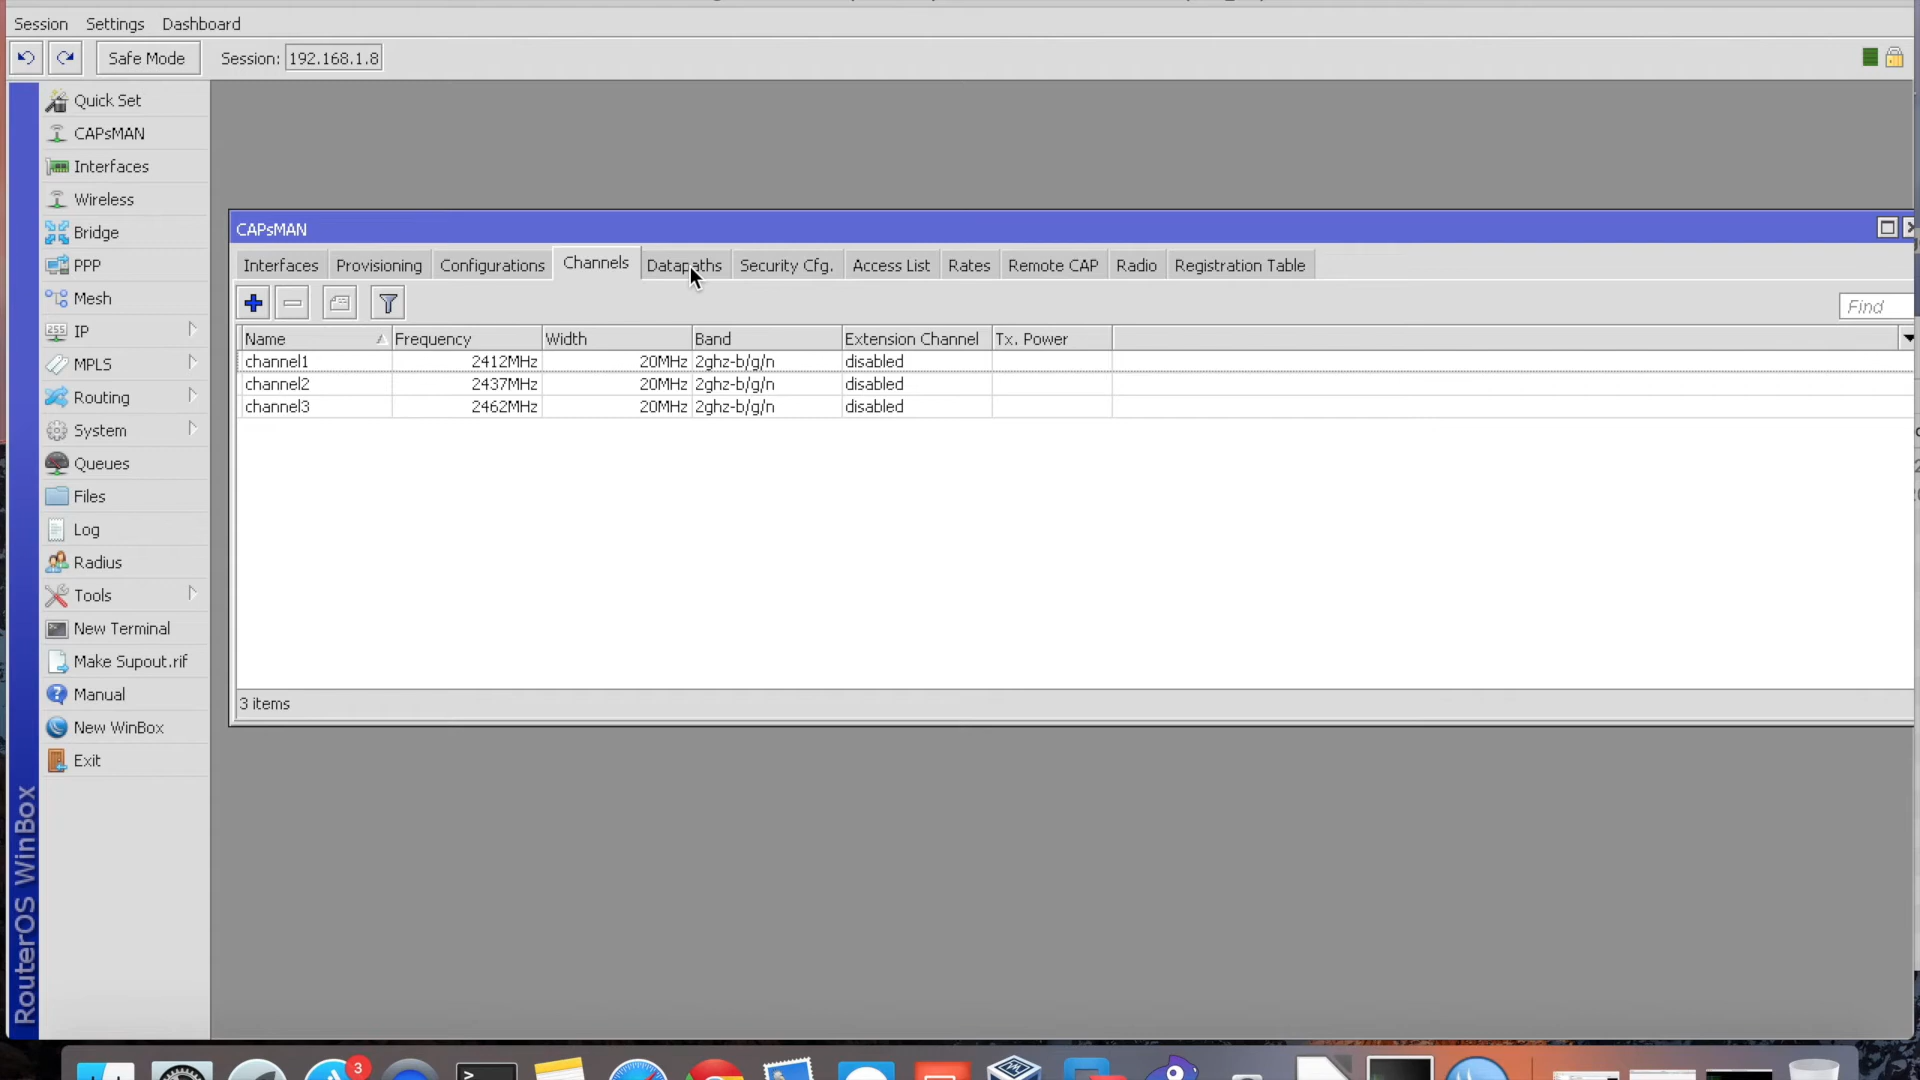 Session Settings Dashboard
Safe Mode Session: 192.168.1.8
Quick Set
CAPsMAN
Interfaces
Wireless
Bridge
PPP
Mesh
255 IP
MPLS
Routing
System
Queues
Files
Log
Radius
Tools
New Terminal
Make Supout.rif
Manual
New WinBox
Exit
RouterOS WinBox
CAPsMAN
Interfaces Provisioning Configurations Channels Datapaths Security Cfg. Access List Rates Remote CAP Radio Registration Table
Find
Name Frequency Width Band Extension Channel Tx. Power
channel1 2412MHz 20MHz 2ghz-b/g/n disabled
channel2 2437MHz 20MHz 2ghz-b/g/n disabled
channel3 2462MHz 20MHz 2ghz-b/g/n disabled
3 items
3